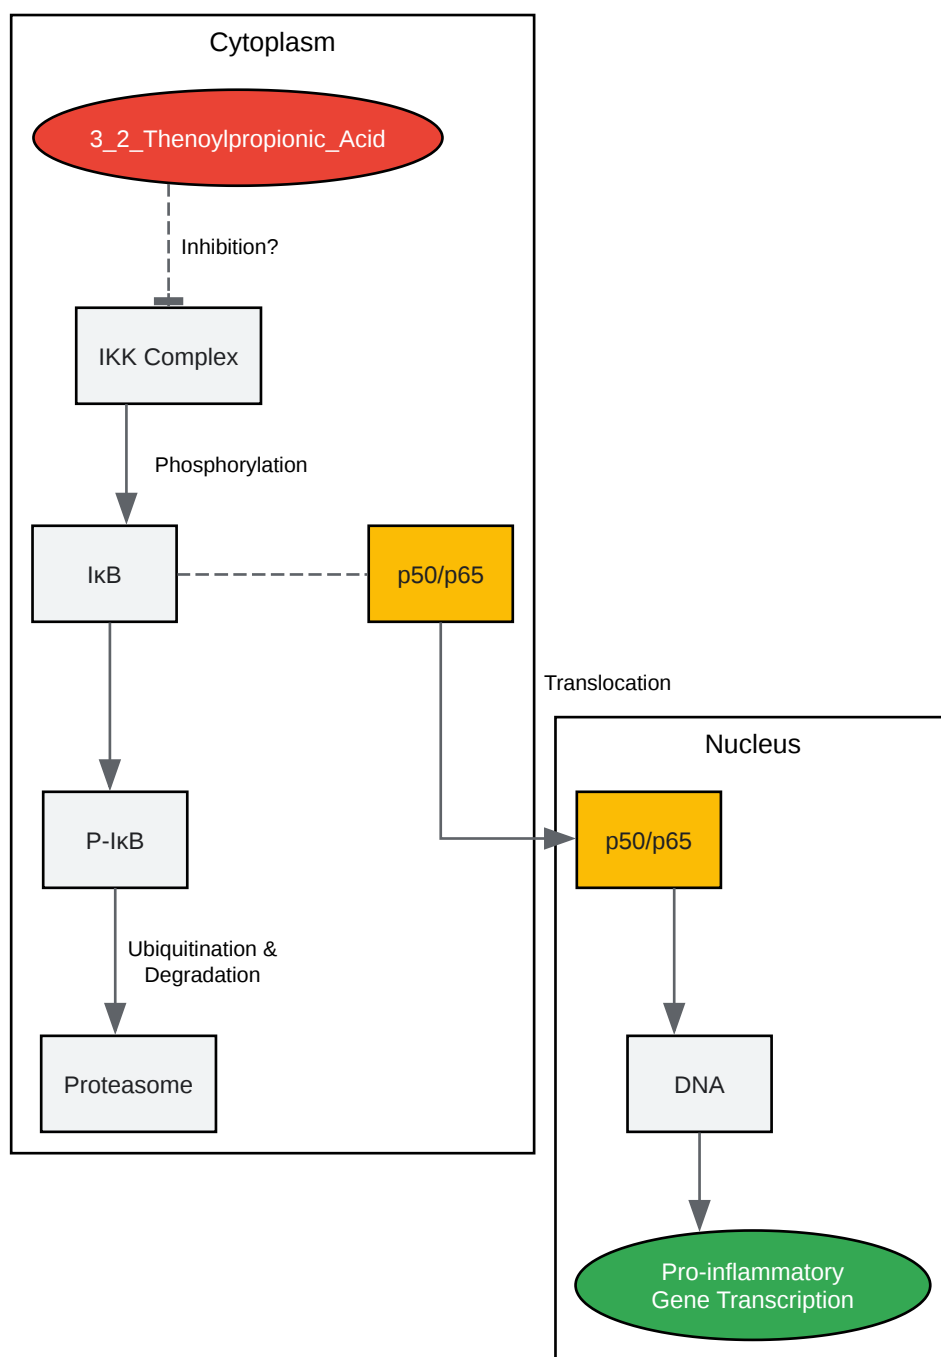 Cytoplasm
3_2_Thenoylpropionic_Acid
Inhibition?
IKK Complex
Phosphorylation
IκB
p50/p65
Translocation
Nucleus
P-IκB
p50/p65
Ubiquitination &
Degradation
Proteasome
DNA
Pro-inflammatory
Gene Transcription